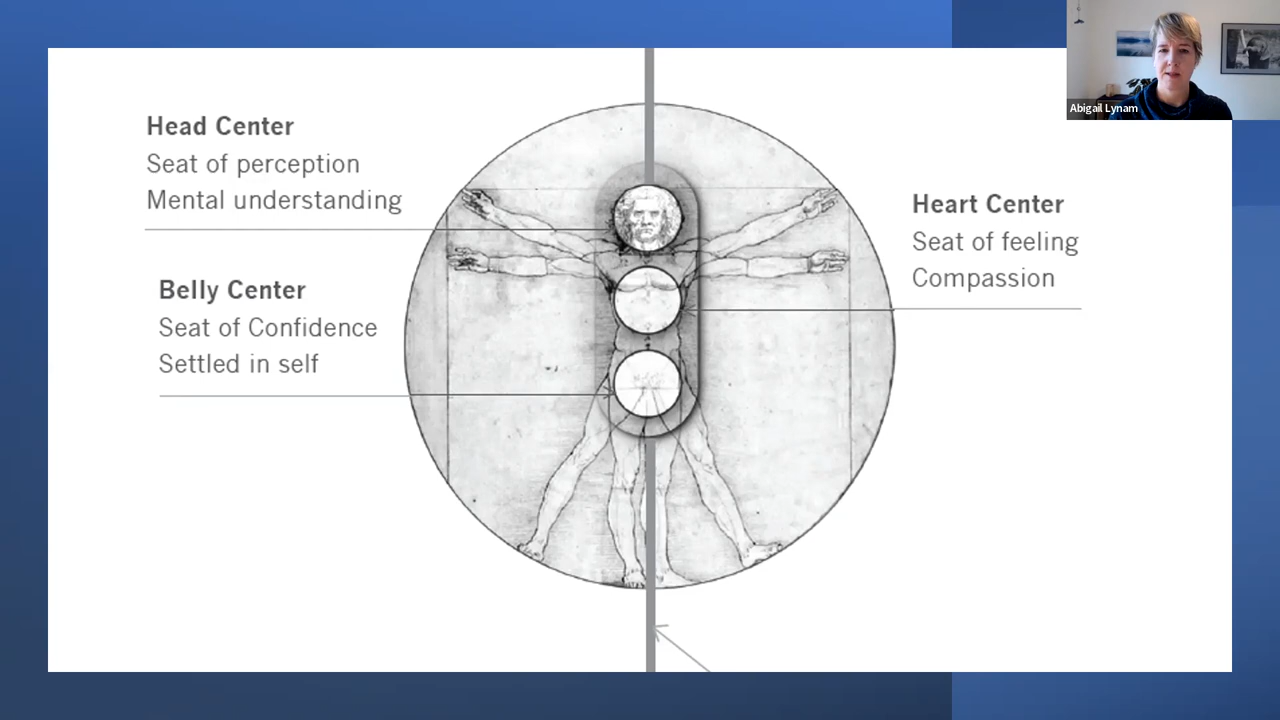 Head Center
Seat of perception
Mental understanding
Belly Center
Seat of Confidence
Settled in self
Heart Center
Seat of feeling
Compassion
Abigail Lynam